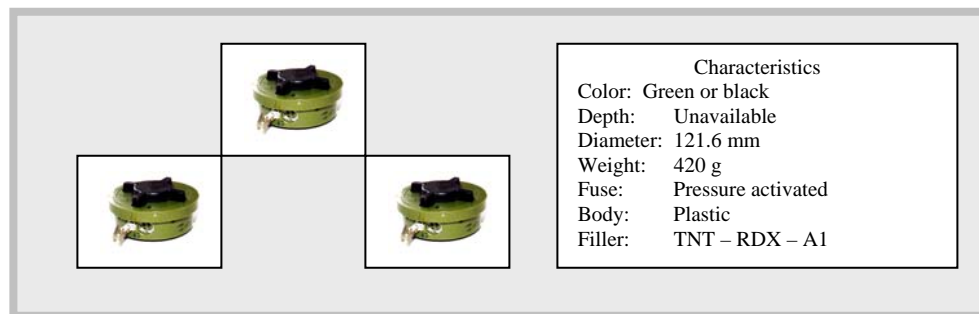 Characteristics
Color: Green or black
Depth: Unavailable
Diameter: 121.6 mm
Weight: 420 g
Fuse: Pressure activated
Body: Plastic
Filler: TNT – RDX – A1